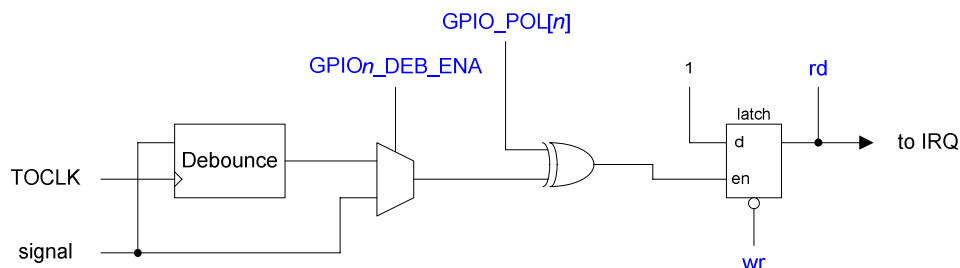 GPIO_POL[n]
GPIOn_DEB_ENA
1
rd
latch
d
to IRQ
Debounce
TOCLK
en
signal
wr